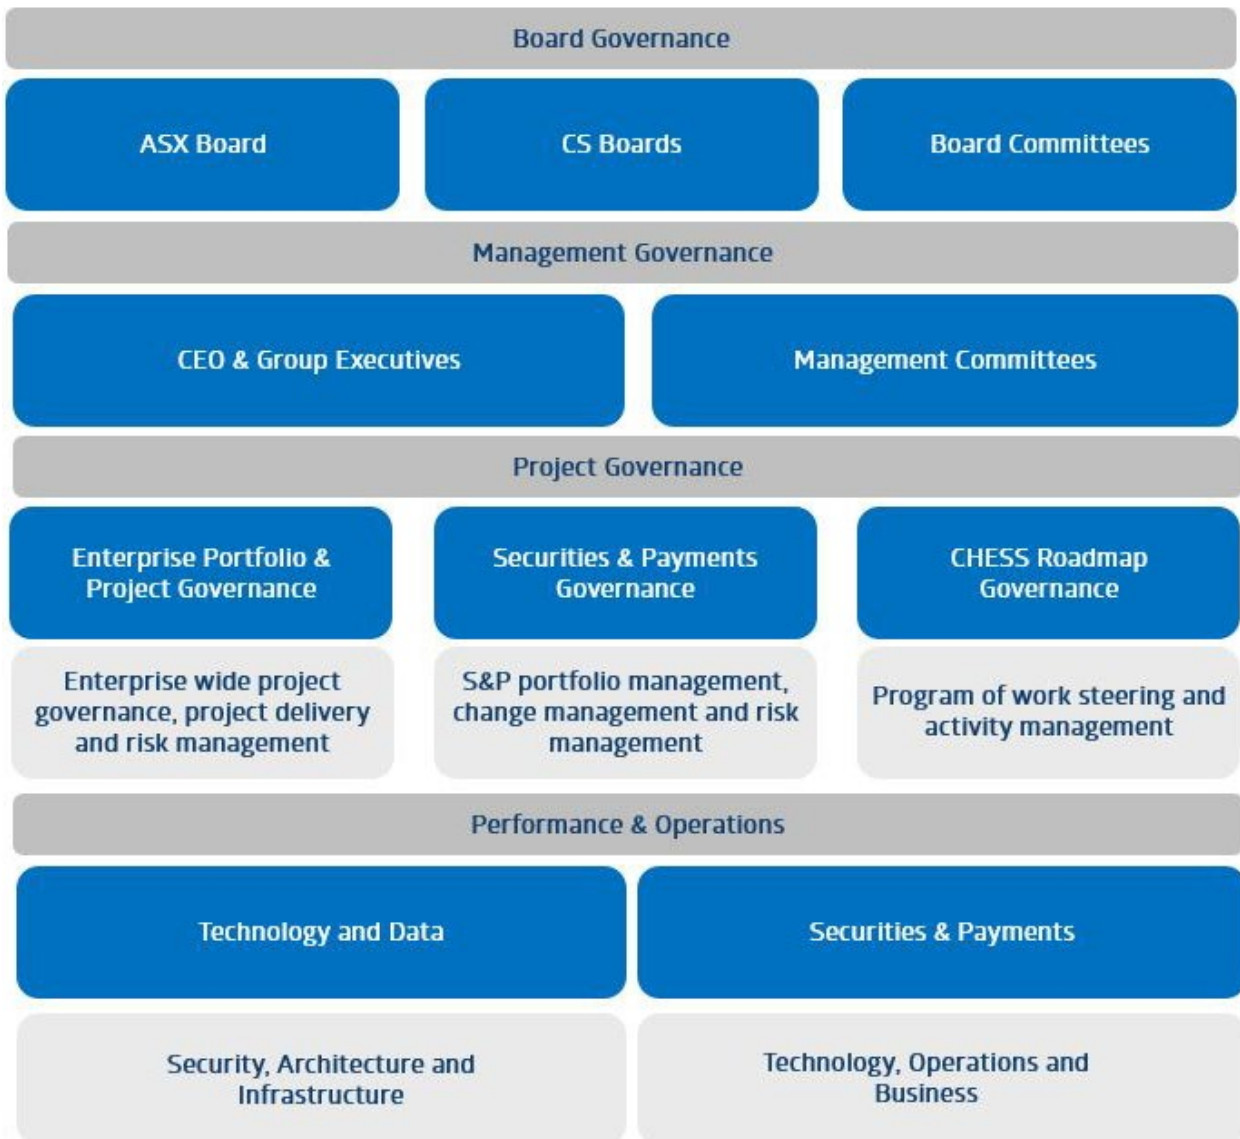 Board Governance
ASX Board
CS Boards
Board Committees
Management Governance
CEO & Group Executives
Management Committees
Project Governance
Enterprise Portfolio &
Project Governance
Securities & Payments
Governance
CHESS Roadmap
Governance
Enterprise wide project
governance, project delivery
and risk management
S&P portfolio management,
change management and risk
management
Program of work steering and
activity management
Performance & Operations
Technology and Data
Securities & Payments
Security, Architecture and
Infrastructure
Technology, Operations and
Business